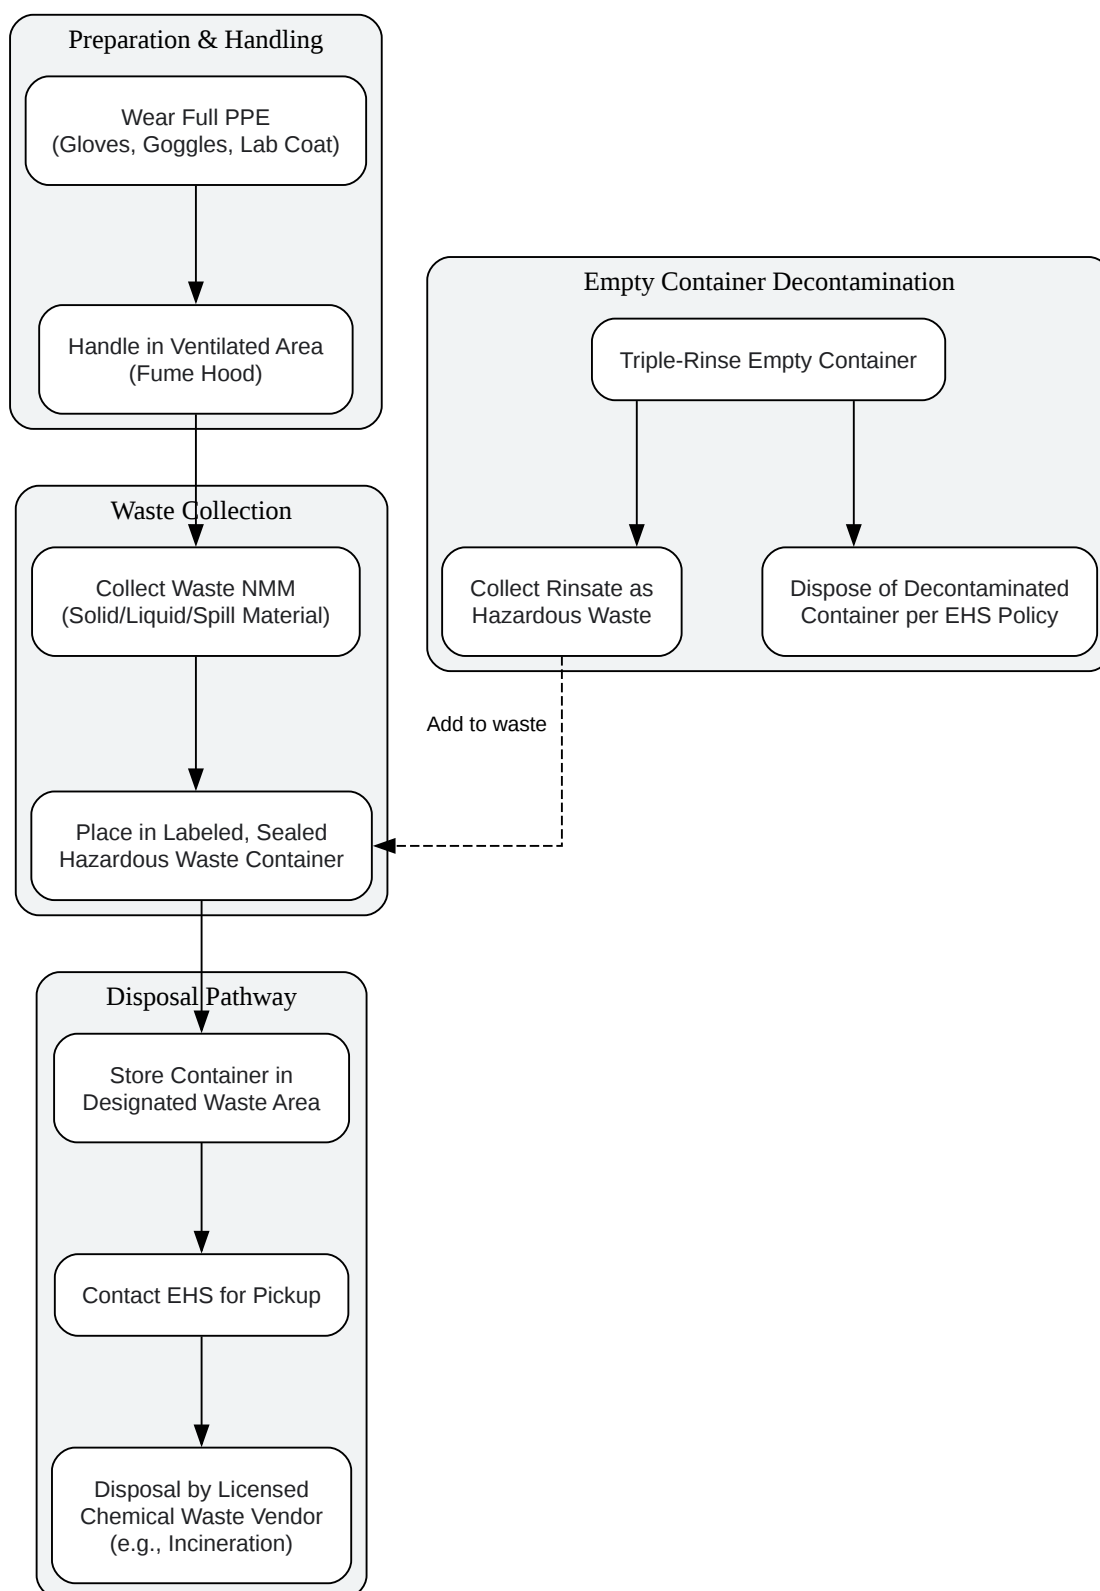 Preparation & Handling
Wear Full PPE
(Gloves, Goggles, Lab Coat)
Handle in Ventilated Area
(Fume Hood)
Empty Container Decontamination
Triple-Rinse Empty Container
Collect Rinsate as
Hazardous Waste
Dispose of Decontaminated
Container per EHS Policy
Add to waste
Waste Collection
Collect Waste NMM
(Solid/Liquid/Spill Material)
Place in Labeled, Sealed
Hazardous Waste Container
Disposal Pathway
Store Container in
Designated Waste Area
Contact EHS for Pickup
Disposal by Licensed
Chemical Waste Vendor
(e.g., Incineration)